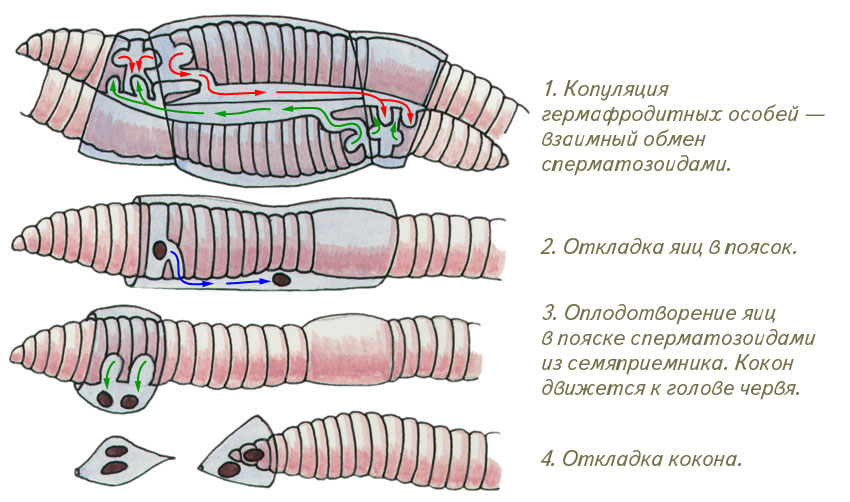 1. Копуляция
гермафродитных особей —
взаимный обмен
сперматозоидами.
2. Откладка яиц в поясок.
3. Оплодотворение яиц
в пояске сперматозоидами
из семяприемника. Кокон
движется к голове червя.
4. Откладка кокона.